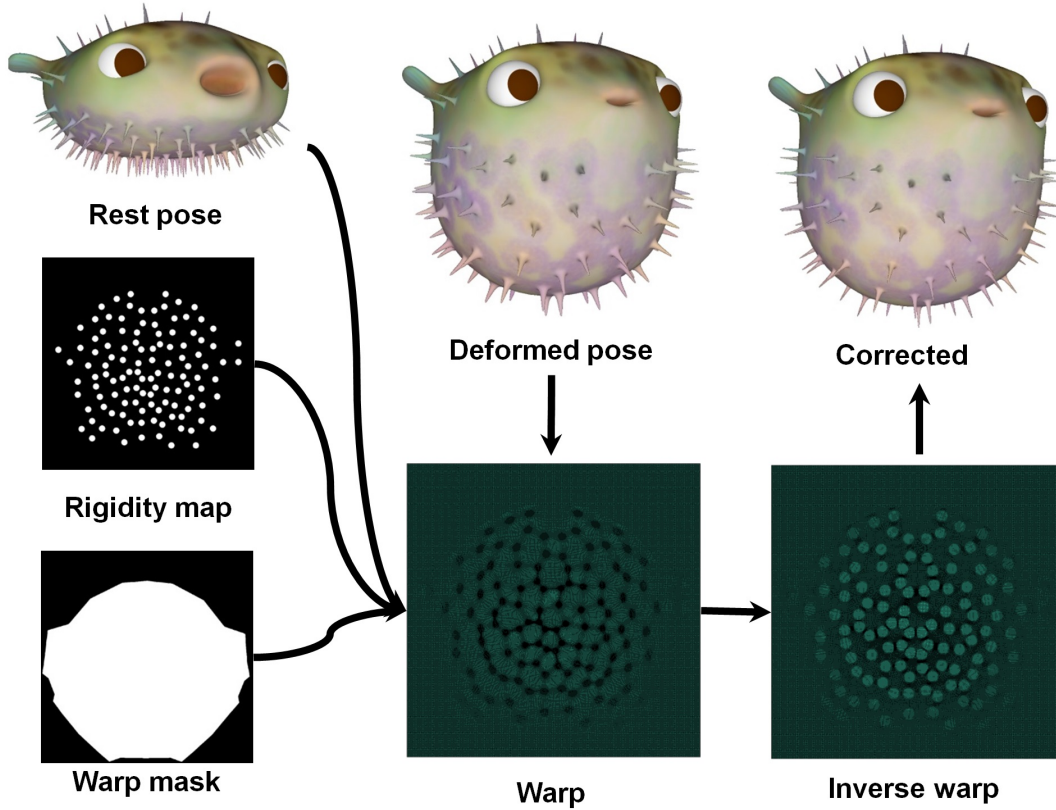 Rest pose
Deformed pose
Corrected
Rigidity map
Warp mask
Warp
Inverse warp